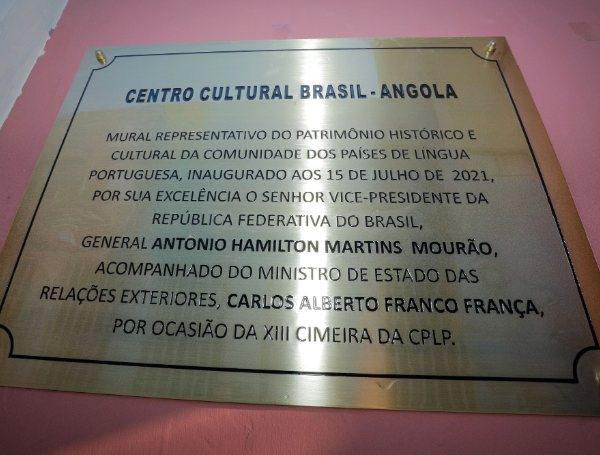 CENTRO CULTURAL BRASIL - ANGOLA
MURAL REPRESENTATIVO DO PATRIMÔNIO HISTÓRICO E
CULTURAL DA COMUNIDADE DOS PAÍSES DE LÍNGUA
PORTUGUESA, INAUGURADO AOS 15 DE JULHO DE 2021,
POR SUA EXCELÊNCIA O SENHOR VICE-PRESIDENTE DA
REPÚBLICA FEDERATIVA DO BRASIL,
GENERAL ANTONIO HAMILTON MARTINS MOURÃO,
ACOMPANHADO DO MINISTRO DE ESTADO DAS
RELAÇÕES EXTERIORES, CARLOS ALBERTO FRANCO FRANÇA,
POR OCASIÃO DA XIII CIMEIRA DA CPLP.